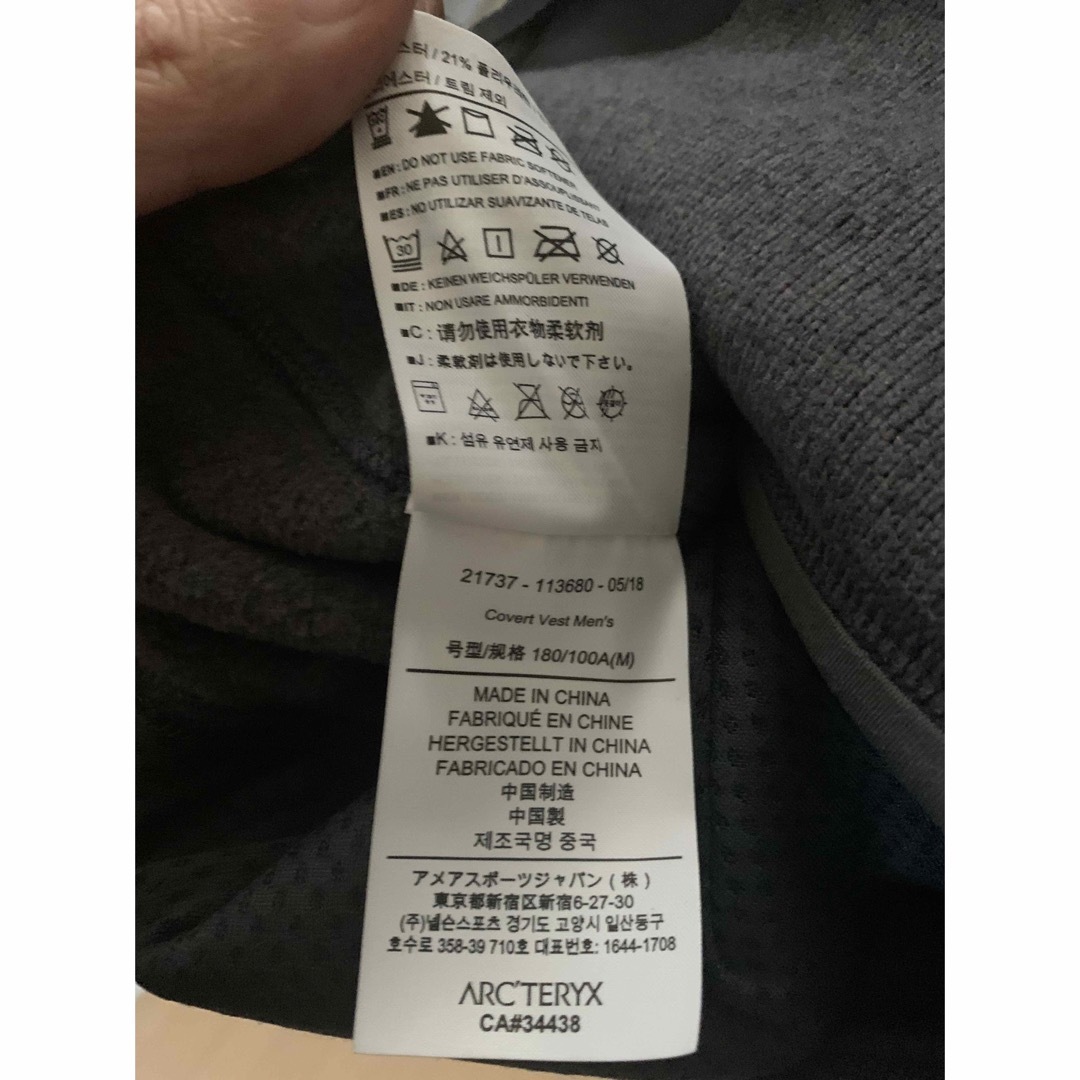 스터 / 21%
트림 제외
■EN : DO NOT USE FABRIC SOFTENER
■FR : NE PAS UTILISER D'ASSOUPLISSANT
■ES : NO UTILIZAR SUAVIZANTE DE TELAS
30
■DE : KEINEN WEICHSPÜLER VERWENDEN
■IT : NON USARE AMMORBIDENTI
■C : 请勿使用衣物柔软剂
■J : 柔軟剤は使用しないで下さい。
■K : 섬유 유연제 사용 금지
21737 - 113680 - 05/18
Covert Vest Men's
号型/规格 180/100A(M)
MADE IN CHINA
FABRIQUÉ EN CHINE
HERGESTELLT IN CHINA
FABRICADO EN CHINA
中国制造
中国製
제조국명 중국
アメアスポーツジャパン ( 株 )
東京都新宿区新宿6-27-30
(주)넬슨스포츠 경기도 고양시 일산동구
호수로 358-39 710호 대표번호: 1644-1708
ARC'TERYX
CA#34438